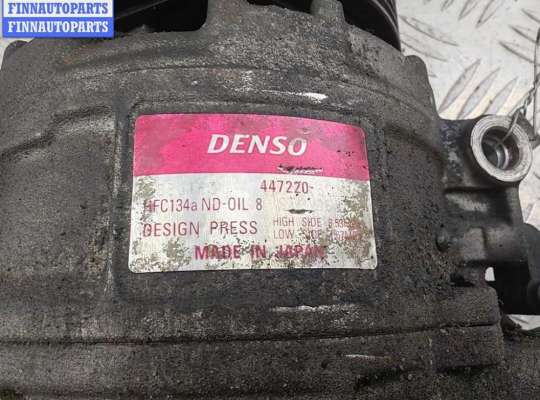 FINNAUTOPARTS
FINNAUTOPARTS
DENSO
447220-
HFC134a ND-OIL 8
DESIGN PRESS
HIGH SIDE
LOW SIDE
MADE IN JAPAN